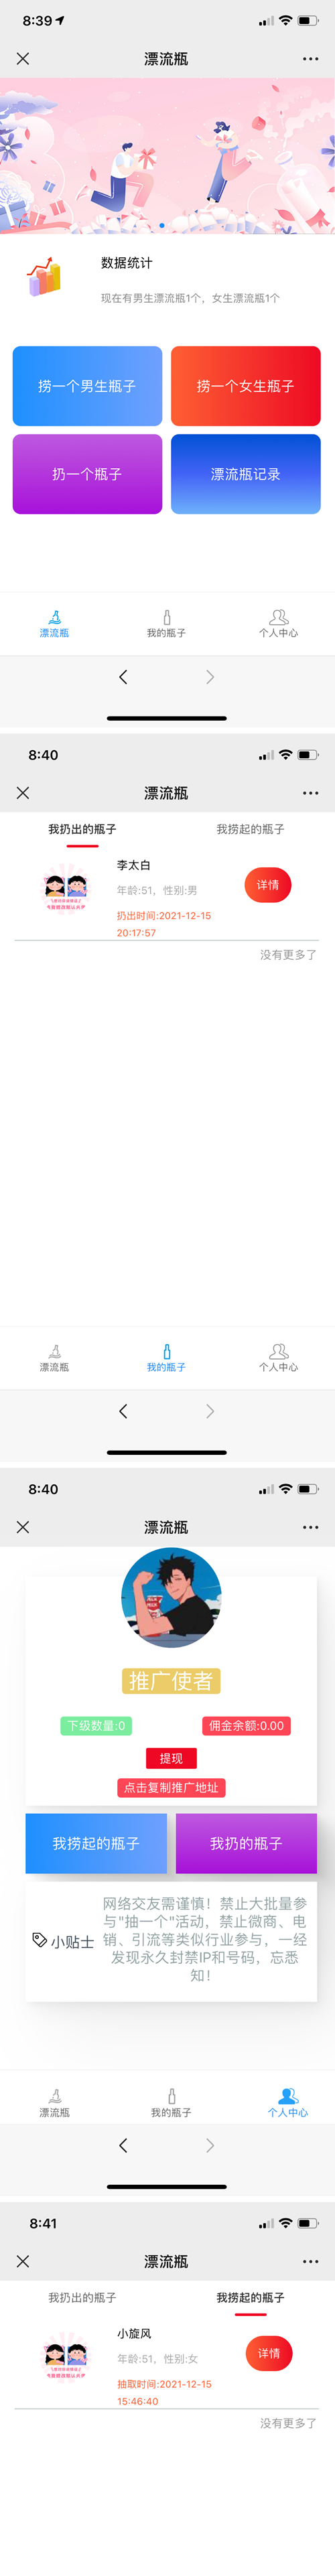 8:39
漂流瓶
数据统计
现在有男生漂流瓶1个，女生漂流瓶1个
捞一个男生瓶子
捞一个女生瓶子
扔一个瓶子
漂流瓶记录
漂流瓶
我的瓶子
个人中心
8:40
漂流瓶
我扔出的瓶子
我捞起的瓶子
李太白
年龄:51，性别:男
详情
扔出时间:2021-12-15
20:17:57
没有更多了
漂流瓶
我的瓶子
个人中心
8:40
漂流瓶
推广使者
下级数量:0
佣金余额:0.00
提现
点击复制推广地址
我捞起的瓶子
我扔的瓶子
小贴士
网络交友需谨慎！禁止大批量参
与"抽一个"活动，禁止微商、电
销、引流等类似行业参与，一经
发现永久封禁IP和号码，忘悉
知！
漂流瓶
我的瓶子
个人中心
8:41
漂流瓶
我扔出的瓶子
我捞起的瓶子
小旋风
年龄:51，性别:女
详情
抽取时间:2021-12-15
15:46:40
没有更多了